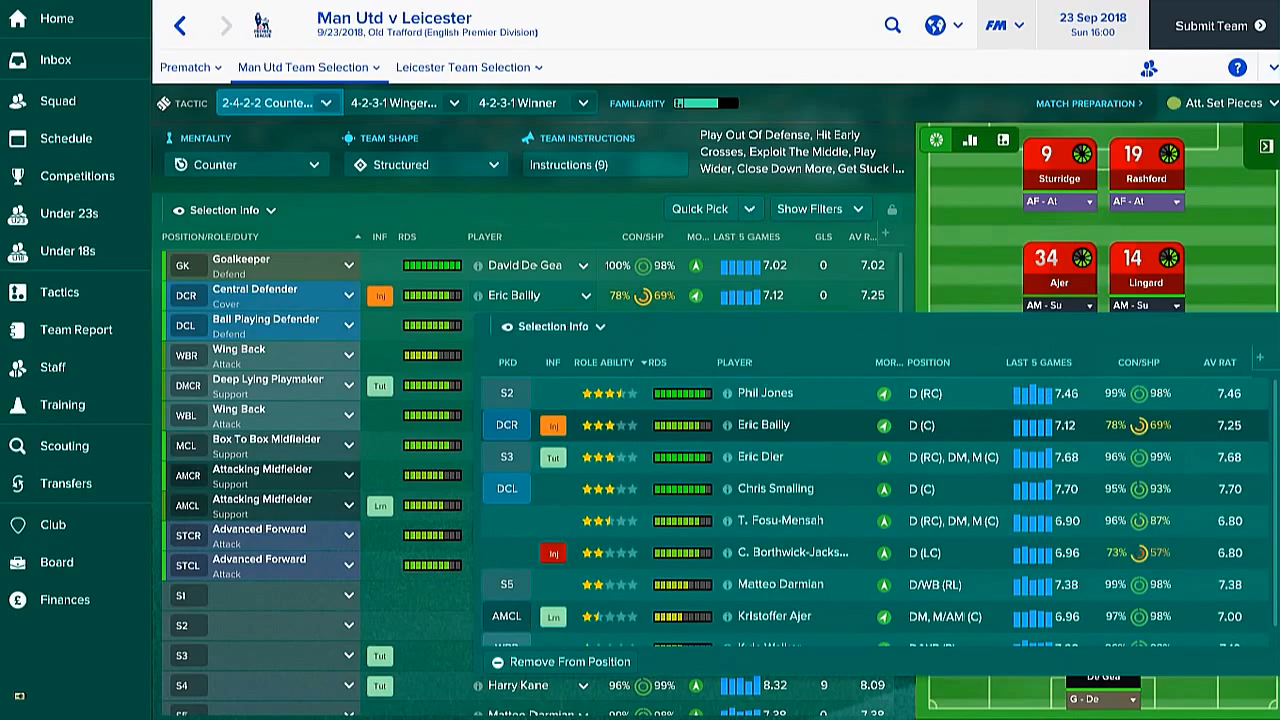 Home
Inbox
Squad
Schedule
Competitions
Under 23s
Under 18s
Tactics
Team Report
Staff
Training
Scouting
Transfers
Club
Board
Finances
Man Utd v Leicester
9/23/2018, Old Trafford (English Premier Division)
FM
23 Sep 2018
Sun 16:00
Submit Team
Prematch
Man Utd Team Selection
Leicester Team Selection
TACTIC
2-4-2-2 Counte...
4-2-3-1 Winger...
4-2-3-1 Winner
FAMILIARITY
MATCH PREPARATION >
Att. Set Pieces
MENTALITY
TEAM SHAPE
TEAM INSTRUCTIONS
Counter
Structured
Instructions (9)
Play Out Of Defense, Hit Early
Crosses, Exploit The Middle, Play
Wider, Close Down More, Get Stuck I...
Selection Info
Quick Pick
Show Filters
POSITION/ROLE/DUTY INF RDS PLAYER CON/SHP MO... LAST 5 GAMES GLS AV R...
GK Goalkeeper Defend David De Gea 100% 98% 7.02 0 7.02
DCR Central Defender Cover Inj Eric Bailly 78% 69% 7.12 0 7.25
DCL Ball Playing Defender Defend
WBR Wing Back Attack
DMCR Deep Lying Playmaker Support Tut
WBL Wing Back Attack
MCL Box To Box Midfielder Support
AMCR Attacking Midfielder Support
AMCL Attacking Midfielder Support Lrn
STCR Advanced Forward Attack
STCL Advanced Forward Attack
S1
S2
S3 Tut
S4 Tut Harry Kane 96% 99% 8.32 9 8.09
Matteo Darmian
Selection Info
PKD INF ROLE ABILITY RDS PLAYER MOR... POSITION LAST 5 GAMES CON/SHP AV RAT
S2 Phil Jones D (RC) 7.46 99% 98% 7.46
DCR Inj Eric Bailly D (C) 7.12 78% 69% 7.25
S3 Tut Eric Dier D (RC), DM, M (C) 7.68 96% 99% 7.68
DCL Chris Smalling D (C) 7.70 95% 93% 7.70
T. Fosu-Mensah D (RC), DM, M (C) 6.90 96% 87% 6.80
Inj C. Borthwick-Jacks... D (LC) 6.96 73% 57% 6.80
S5 Matteo Darmian D/WB (RL) 7.38 99% 98% 7.38
AMCL Lrn Kristoffer Ajer DM, M/AM (C) 6.96 97% 98% 7.00
Remove From Position
9
Sturridge
AF - At
19
Rashford
AF - At
34
Ajer
AM - Su
14
Lingard
AM - Su
De Gea
G - De